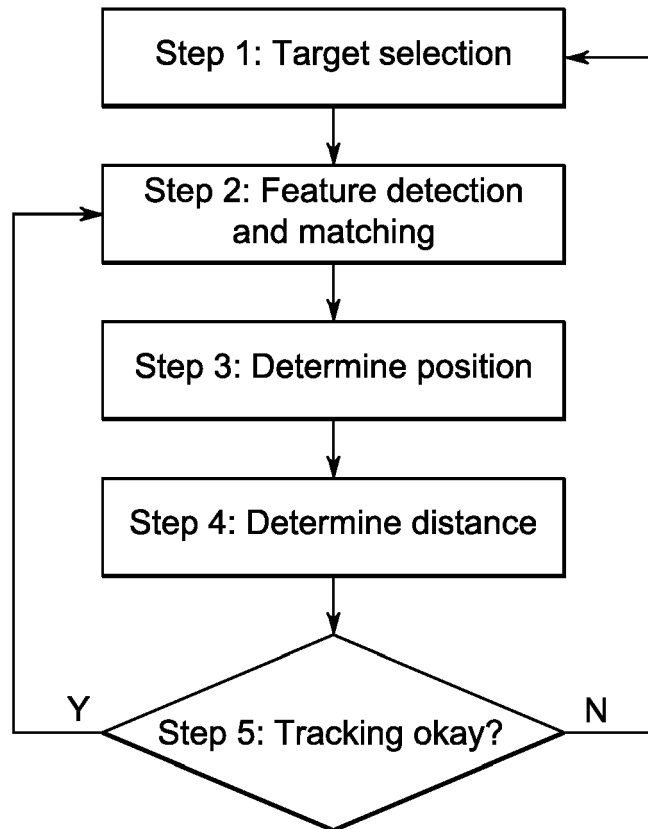 Step 1: Target selection
Step 2: Feature detection
and matching
Step 3: Determine position
Step 4: Determine distance
Y
Step 5: Tracking okay?
N